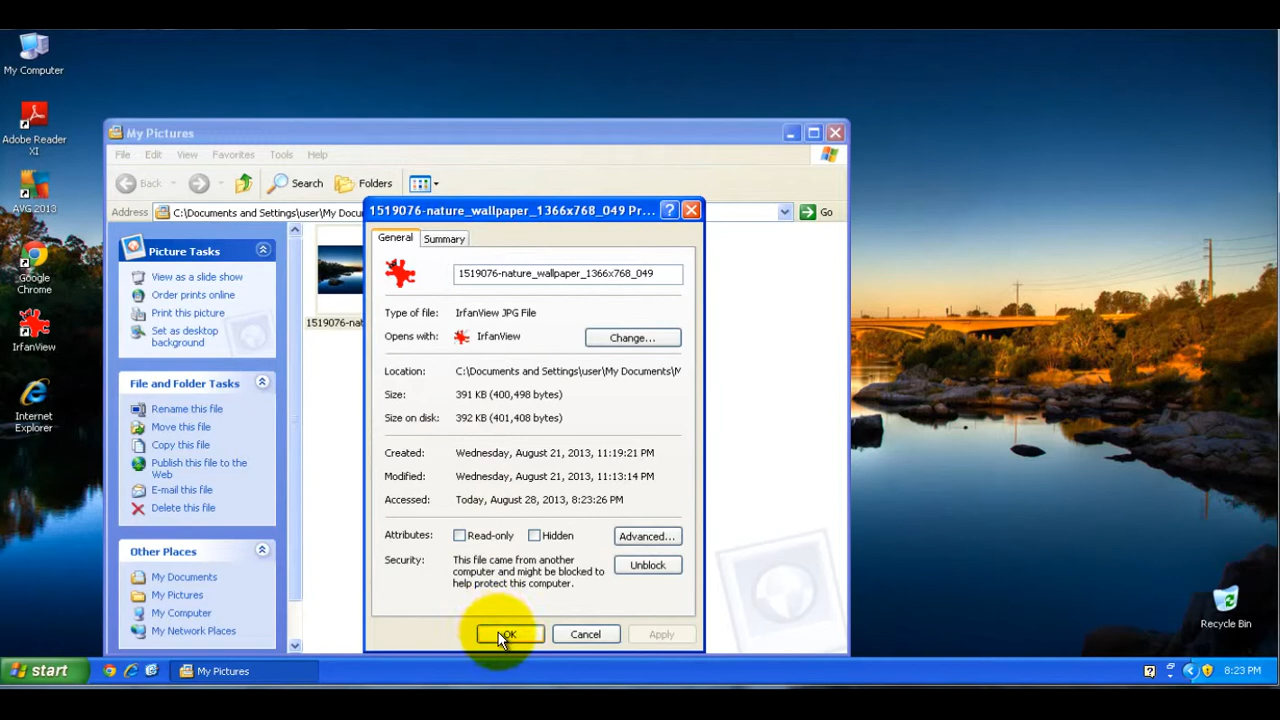 My Computer
Adobe Reader
XI
AVG 2013
Google
Chrome
IrfanView
Internet
Explorer
My Pictures
File Edit View Favorites Tools Help
Back Search Folders
Address C:\Documents and Settings\user\My Docu Go
Picture Tasks
View as a slide show
Order prints online
Print this picture
Set as desktop
background
File and Folder Tasks
Rename this file
Move this file
Copy this file
Publish this file to the
Web
E-mail this file
Delete this file
Other Places
My Documents
My Pictures
My Computer
My Network Places
1519076-nat
1519076-nature_wallpaper_1366x768_049 Pr...
General Summary
1519076-nature_wallpaper_1366x768_049
Type of file: IrfanView JPG File
Opens with: IrfanView Change...
Location: C:\Documents and Settings\user\My Documents\M
Size: 391 KB (400,498 bytes)
Size on disk: 392 KB (401,408 bytes)
Created: Wednesday, August 21, 2013, 11:19:21 PM
Modified: Wednesday, August 21, 2013, 11:13:14 PM
Accessed: Today, August 28, 2013, 8:23:26 PM
Attributes: Read-only Hidden Advanced...
Security: This file came from another
computer and might be blocked to
help protect this computer.
Unblock
OK Cancel Apply
Recycle Bin
start My Pictures 8:23 PM